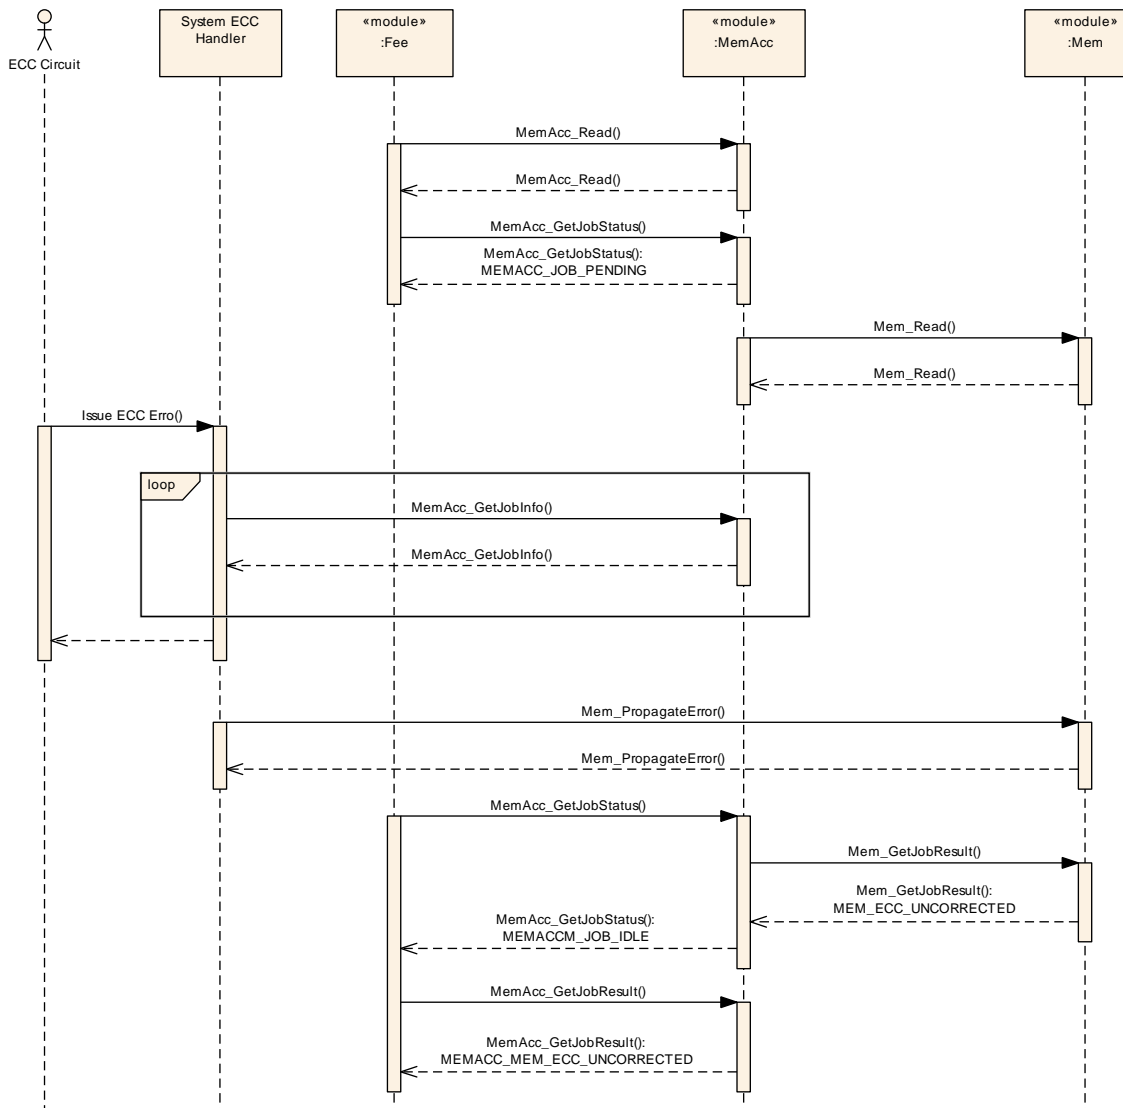 ECC Circuit
System ECC
Handler
«module»
:Fee
«module»
:MemAcc
«module»
:Mem
MemAcc_Read()
MemAcc_Read()
MemAcc_GetJobStatus()
MemAcc_GetJobStatus():
MEMACC_JOB_PENDING
Mem_Read()
Mem_Read()
Issue ECC Erro()
loop
MemAcc_GetJobInfo()
MemAcc_GetJobInfo()
Mem_PropagateError()
Mem_PropagateError()
MemAcc_GetJobStatus()
Mem_GetJobResult()
Mem_GetJobResult():
MEM_ECC_UNCORRECTED
MemAcc_GetJobStatus():
MEMACCM_JOB_IDLE
MemAcc_GetJobResult()
MemAcc_GetJobResult():
MEMACC_MEM_ECC_UNCORRECTED